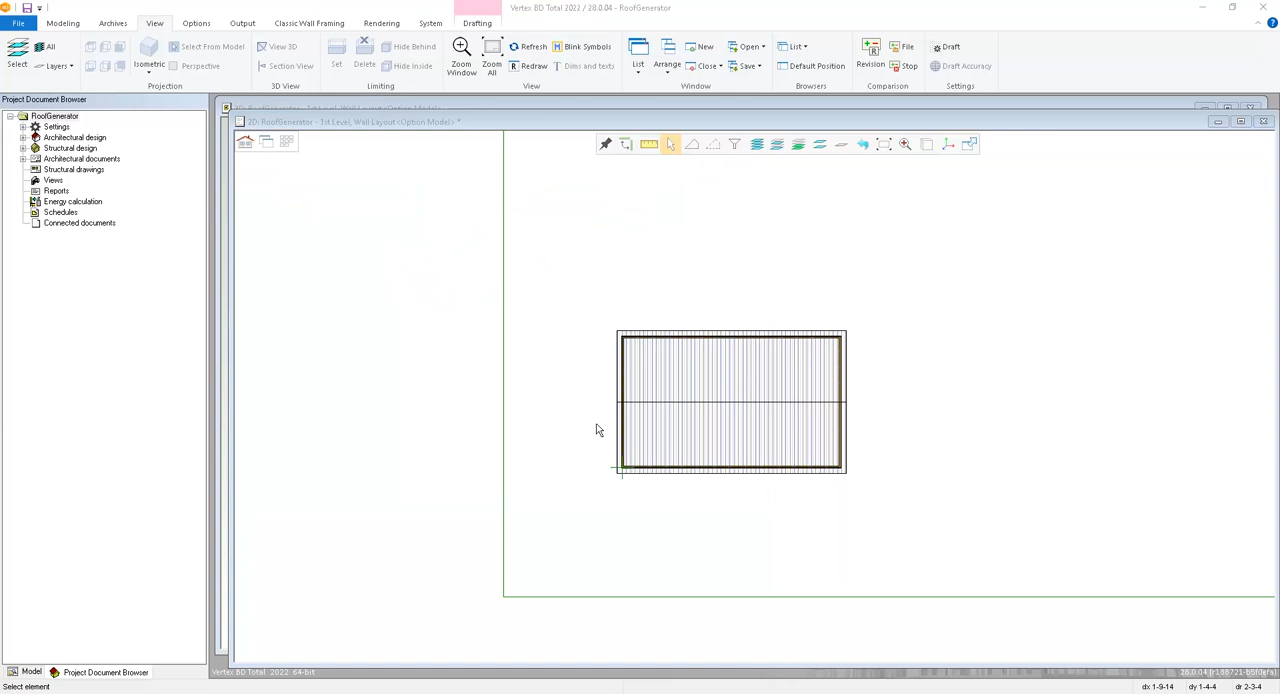 Vertex BD Total 2022 / 28.0.04 - RoofGenerator
File Modeling Archives View Options Output Classic Wall Framing Rendering System Drafting
Select
All
Layers
Isometric
Select From Model
Perspective
Projection
View 3D
Section View
3D View
Set
Delete
Hide Behind
Hide Inside
Limiting
Zoom Window
Zoom All
Refresh
Redraw
Blink Symbols
Dims and texts
View
List
Arrange
New
Close
Open
Save
Window
List
Default Position
Browsers
Revision
File
Stop
Comparison
Draft
Draft Accuracy
Settings
Project Document Browser
RoofGenerator
Settings
Architectural design
Structural design
Architectural documents
Structural drawings
Views
Reports
Energy calculation
Schedules
Connected documents
2D: RoofGenerator - 1st Level, Wall Layout<Option Model> *
Model
Project Document Browser
Vertex BD Total 2022 64-bit
Select element
dx 1-9-14 dy 1-4-4 dr 2-3-4